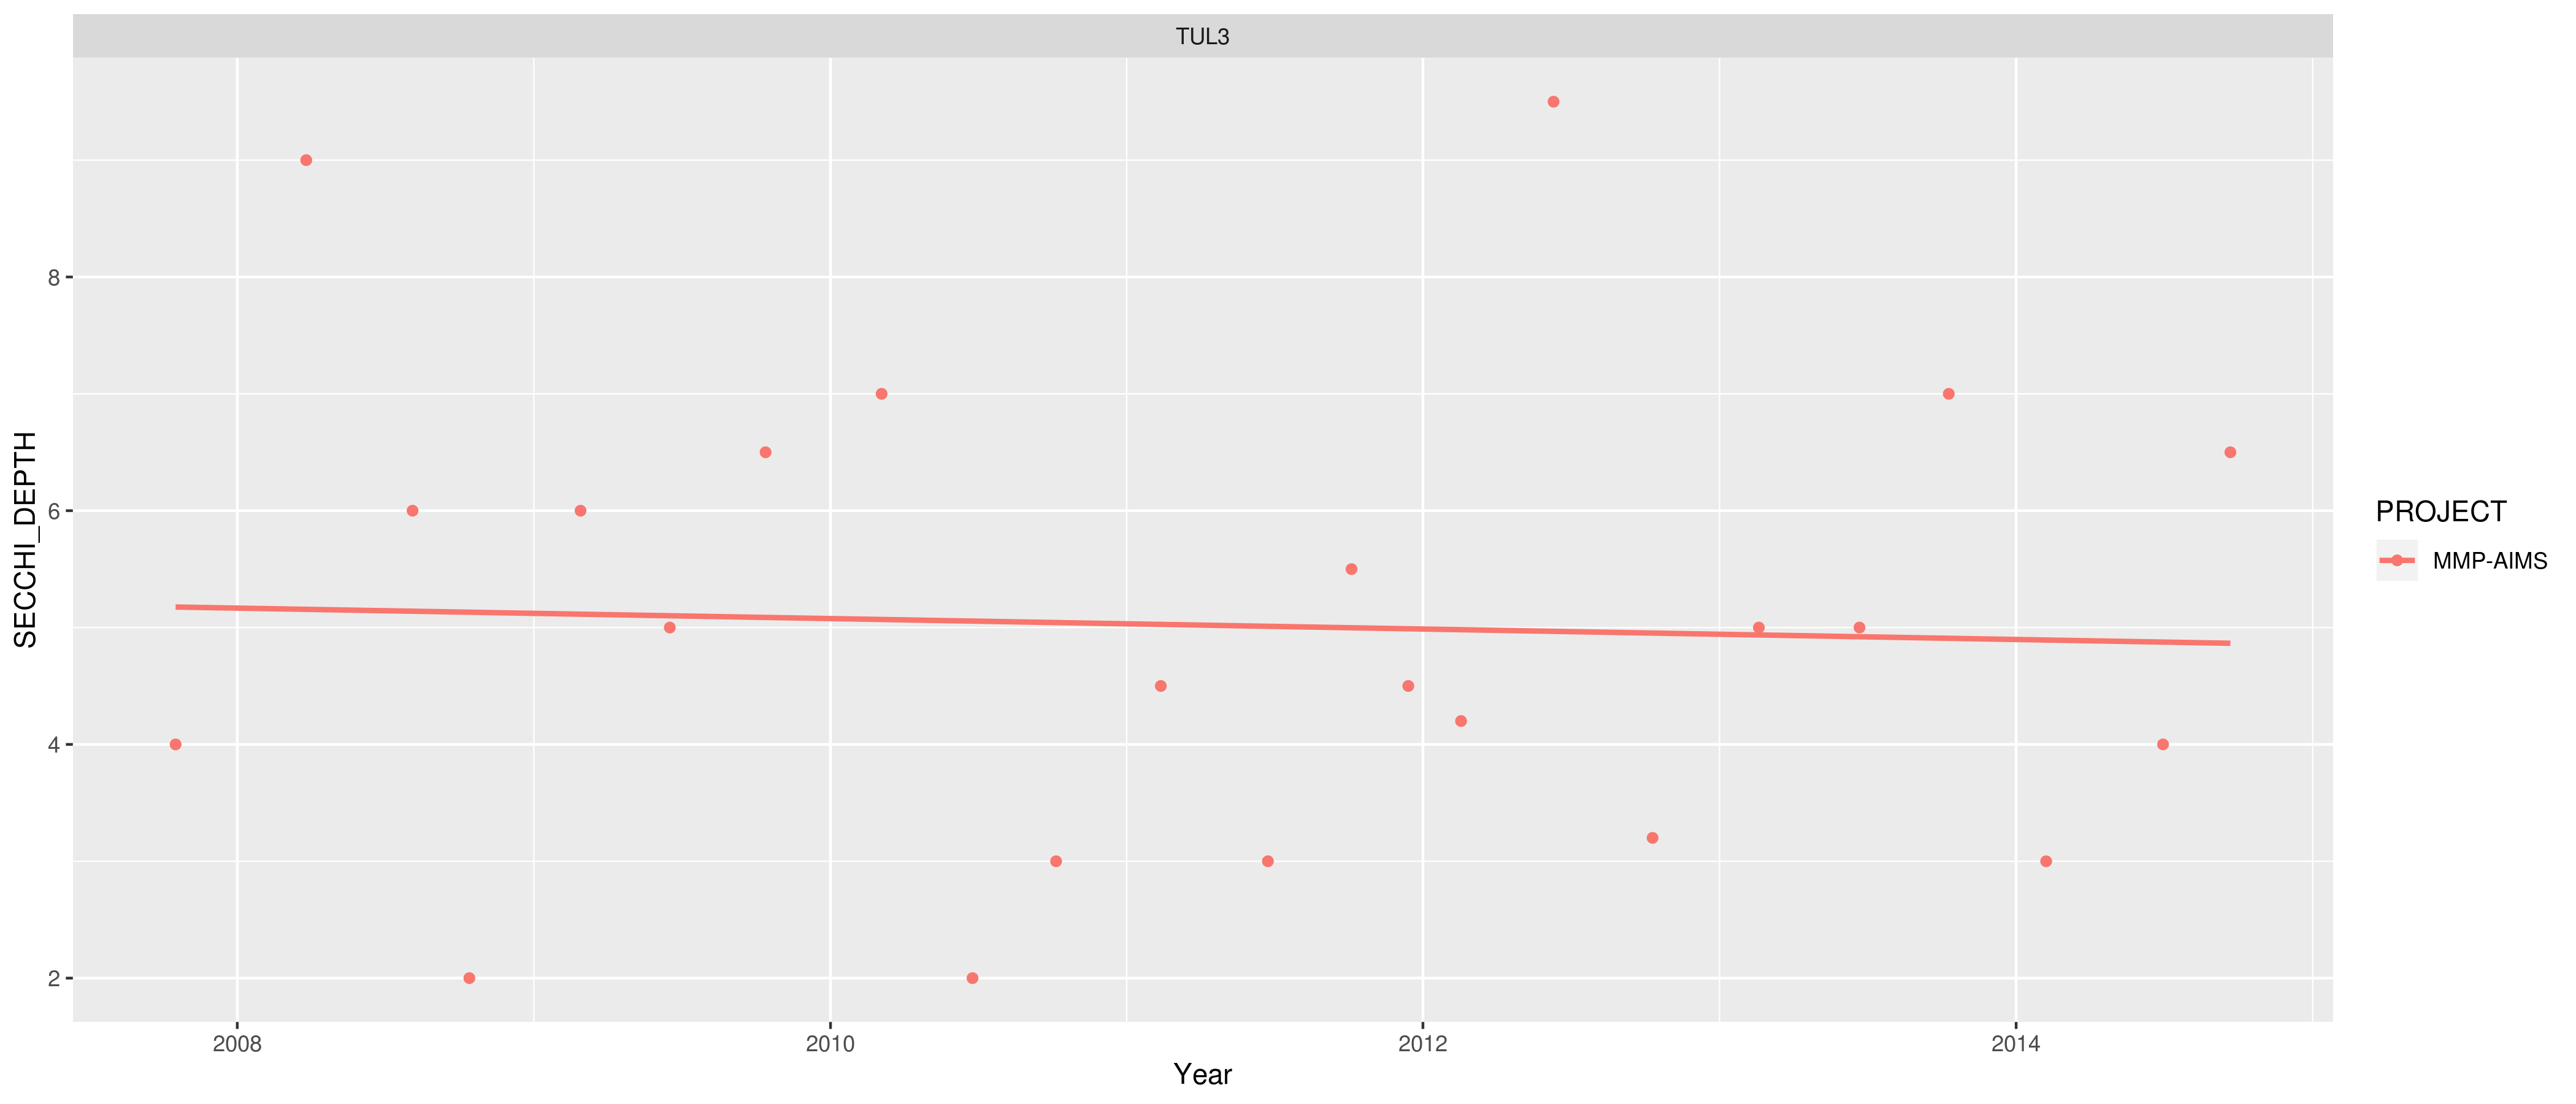 TUL3
SECCHI_DEPTH
8
6
4
2
2008 2010 2012 2014
Year
PROJECT
MMP-AIMS